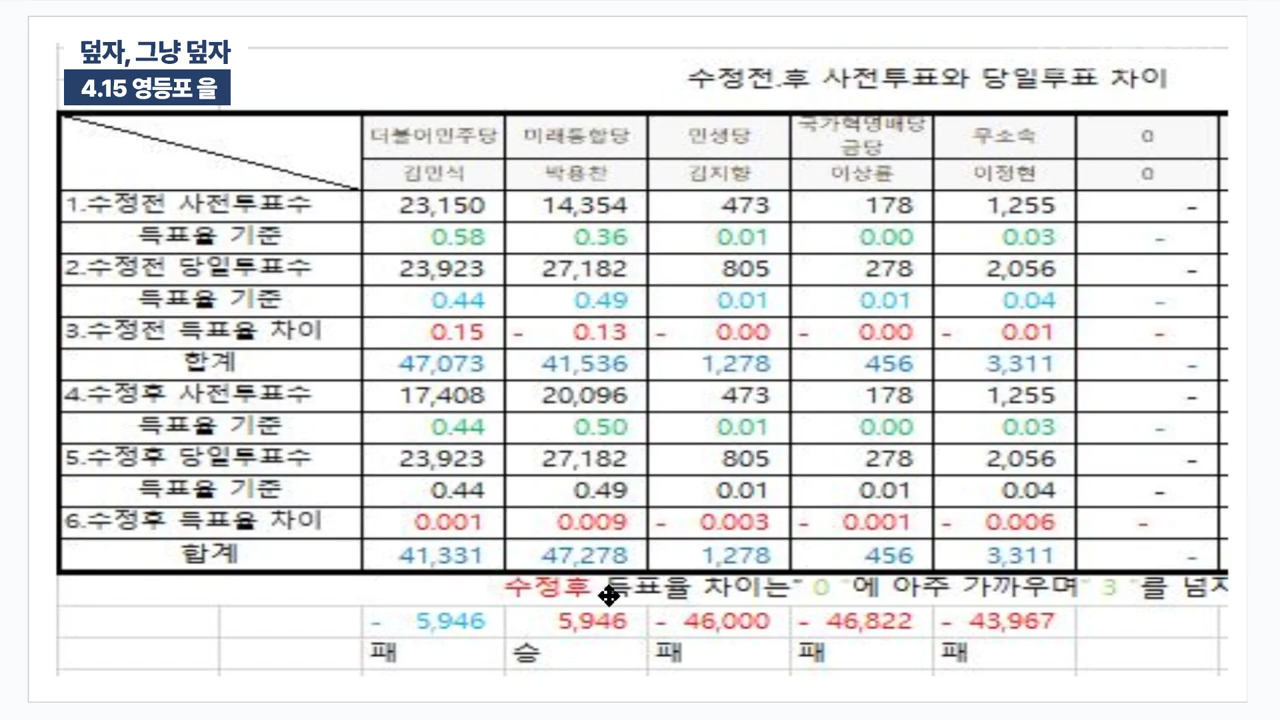 덮자, 그냥 덮자
4.15 영등포 을
수정전.후 사전투표와 당일투표 차이
더불어민주당 미래통합당 민생당 국가혁명배당금당 무소속 0
김민석 박용찬 김지향 이상률 이정현 0
1.수정전 사전투표수 23,150 14,354 473 178 1,255 -
득표율 기준 0.58 0.36 0.01 0.00 0.03 -
2.수정전 당일투표수 23,923 27,182 805 278 2,056 -
득표율 기준 0.44 0.49 0.01 0.01 0.04 -
3.수정전 득표율 차이 0.15 - 0.13 - 0.00 - 0.00 - 0.01 -
합계 47,073 41,536 1,278 456 3,311 -
4.수정후 사전투표수 17,408 20,096 473 178 1,255 -
득표율 기준 0.44 0.50 0.01 0.00 0.03 -
5.수정후 당일투표수 23,923 27,182 805 278 2,056 -
득표율 기준 0.44 0.49 0.01 0.01 0.04 -
6.수정후 득표율 차이 0.001 0.009 - 0.003 - 0.001 - 0.006 -
합계 41,331 47,278 1,278 456 3,311 -
수정후 득표율 차이는" 0 "에 아주 가까우며" 3 "를 넘지
- 5,946 5,946 - 46,000 - 46,822 - 43,967
패 승 패 패 패